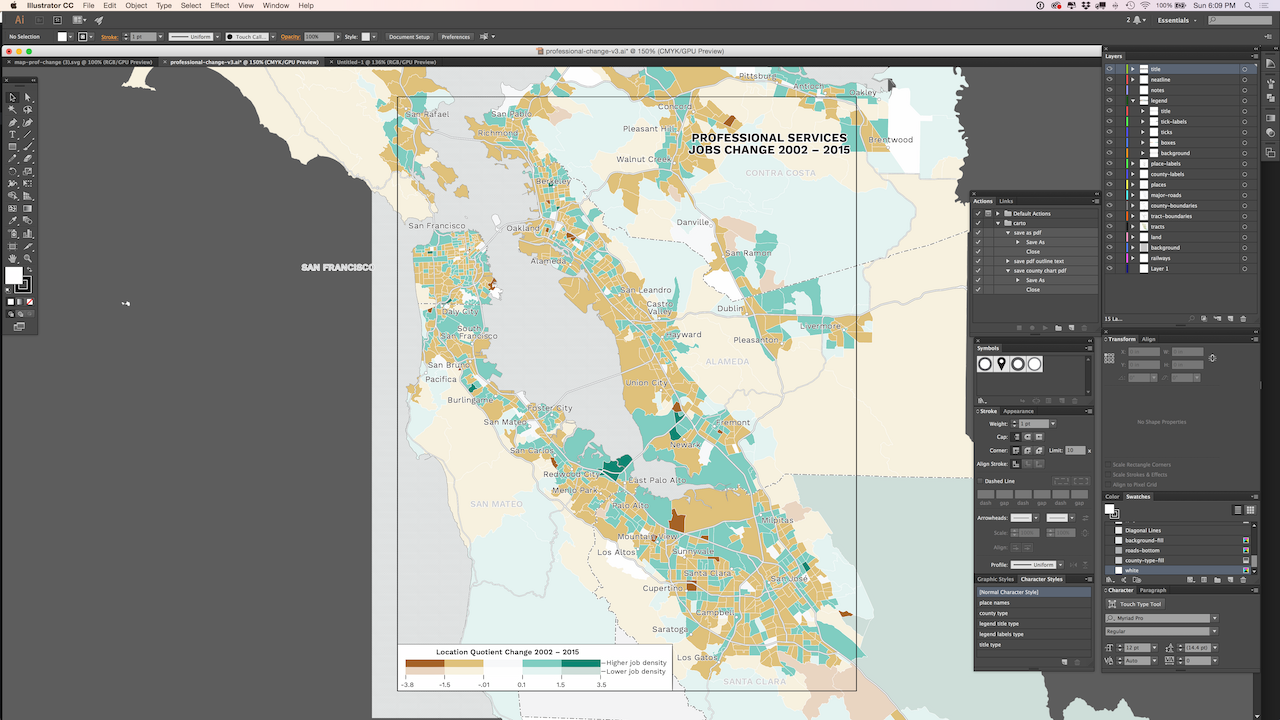 Illustrator CC File Edit Object Type Select Effect View Window Help
100% Sun 6:09 PM
Ai Br St 2 Essentials
No Selection Stroke: 1 pt Uniform Touch Call... Opacity: 100% Style: Document Setup Preferences
professional-change-v3.ai* @ 150% (CMYK/GPU Preview)
× map-prof-change (3).svg @ 100% (RGB/GPU Preview) × professional-change-v3.ai* @ 150% (CMYK/GPU Preview) × Untitled-1 @ 136% (RGB/GPU Preview)
PROFESSIONAL SERVICES
JOBS CHANGE 2002 – 2015
Pittsburg
Antioch
Oakley
San Rafael
San Pablo
Concord
Richmond
Pleasant Hill
Brentwood
Walnut Creek
CONTRA COSTA
Berkeley
San Francisco
Oakland
Danville
San Ramon
Alameda
SAN FRANCISCO
San Leandro
Castro
Valley
Daly City
Dublin
South
San Francisco
Hayward
Livermore
Pleasanton
San Bruno
ALAMEDA
Pacifica
Union City
Burlingame
Foster City
San Mateo
Fremont
San Carlos
Newark
Redwood City
East Palo Alto
Menlo Park
SAN MATEO
Palo Alto
Milpitas
Mountain View
Los Altos
Sunnyvale
Santa Clara
San José
Cupertino
Campbell
Saratoga
Los Gatos
SANTA CLARA
Location Quotient Change 2002 – 2015
Higher job density
Lower job density
-3.8 -1.5 -.01 0.1 1.5 3.5
Layers
title
neatline
notes
legend
title
tick-labels
ticks
boxes
background
place-labels
county-labels
places
major-roads
county-boundaries
tract-boundaries
tracts
land
background
railways
Layer 1
15 La...
Actions Links
Default Actions
carto
save as pdf
Save As
Close
save pdf outline text
save county chart pdf
Save As
Close
Symbols
Stroke Appearance
Weight: 1 pt
Cap:
Corner: Limit: 10 x
Align Stroke:
Dashed Line
dash gap dash gap dash gap
Arrowheads:
Scale:
Align:
Profile: Uniform
Graphic Styles Character Styles
[Normal Character Style]
place names
county type
legend title type
legend labels type
title type
Transform Align
No Shape Properties
Scale Rectangle Corners
Scale Strokes & Effects
Align to Pixel Grid
Color Swatches
Diagonal Lines
background-fill
roads-bottom
county-type-fill
white
Character Paragraph
Touch Type Tool
Myriad Pro
Regular
12 pt (14.4 pt)
Auto 0